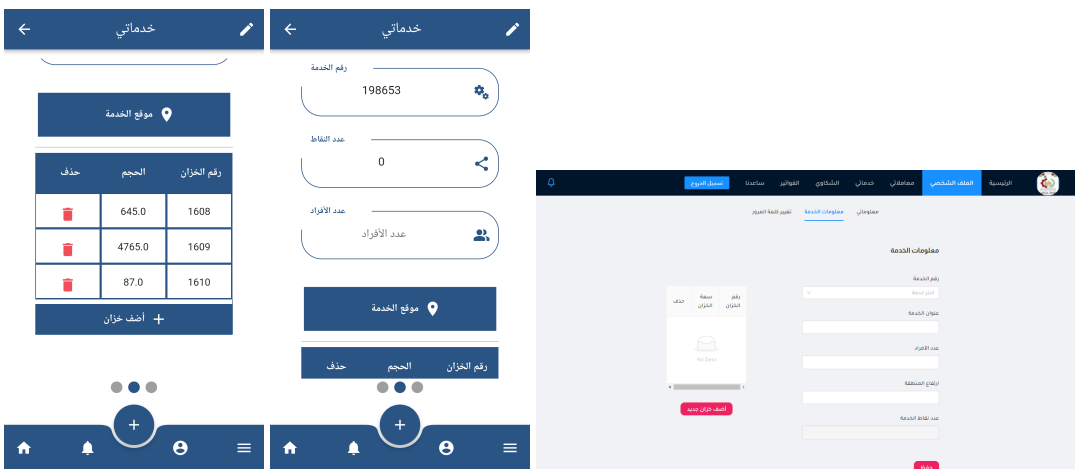 خدماتي
موقع الخدمة
رقم الخزان الحجم حذف
1608 645.0
1609 4765.0
1610 87.0
أضف خزان +
+
خدماتي
رقم الخدمة
198653
عدد النقاط
0
عدد الأفراد
عدد الأفراد
موقع الخدمة
رقم الخزان الحجم حذف
+
الرئيسية الملف الشخصي معاملاتي خدماتي الشكاوي الفواتير ساعدنا تسجيل الخروج
معلوماتي معلومات الخدمة تغيير كلمة المرور
معلومات الخدمة
رقم الخدمة
اختر خدمة
عنوان الخدمة
عدد الأفراد
ارتفاع المنطقة
عدد نقاط الخدمة
حفظ
رقم الخزان سعة الخزان حذف
No Data
أضف خزان جديد